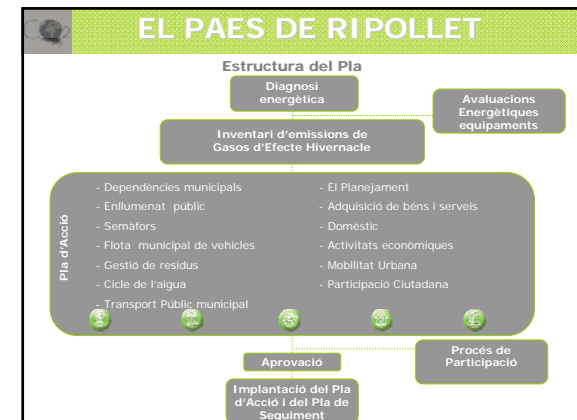 CO2
EL PAES DE RIPOLLET
Estructura del Pla
Diagnosi
energètica
Avaluacions
Energètiques
equipaments
Inventari d'emissions de
Gasos d'Efecte Hivernacle
Pla d'Acció
- Dependències municipals
- Enllumenat públic
- Semàfors
- Flota municipal de vehicles
- Gestió de residus
- Cicle de l'aigua
- Transport Públic municipal
- El Planejament
- Adquisició de béns i serveis
- Domèstic
- Activitats econòmiques
- Mobilitat Urbana
- Participació Ciutadana
Procés de
Participació
Aprovació
Implantació del Pla
d'Acció i del Pla de
Seguiment